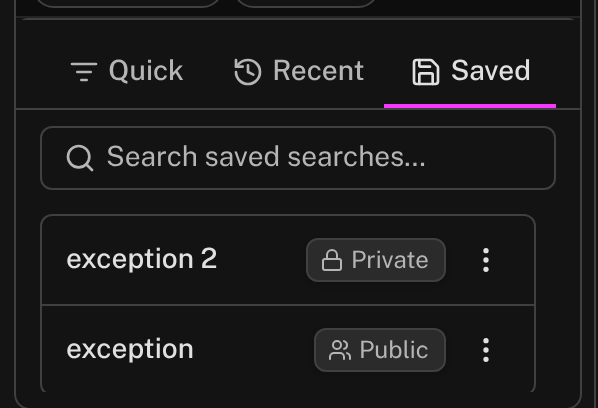 Quick Recent Saved
Search saved searches...
exception 2 Private
exception Public